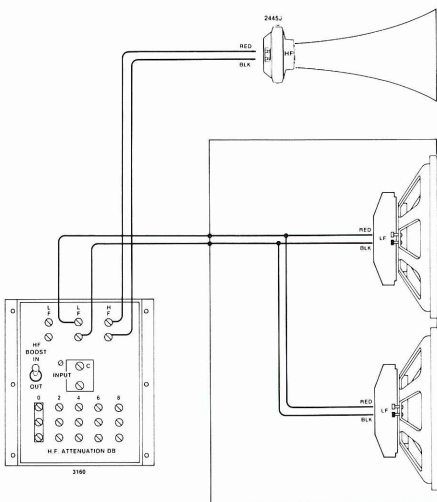 2445J
RED
HF
BLK
RED
LF
BLK
L F
L F
H F
HF BOOST IN
OUT
C
INPUT
0 2 4 6 8
RED
LF
BLK
H.F. ATTENUATION DB
3160